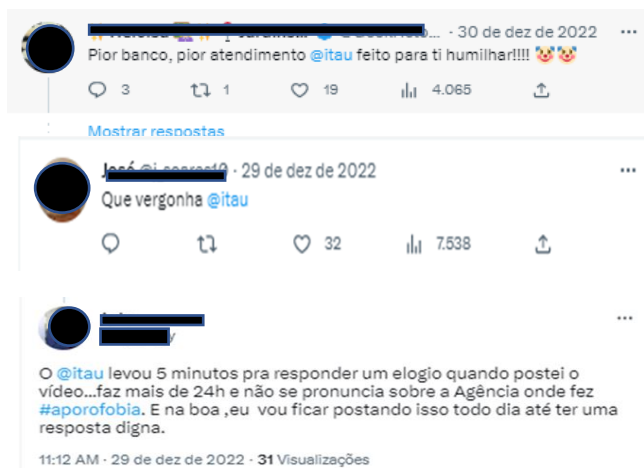 · 30 de dez de 2022
Pior banco, pior atendimento @itau feito para ti humilhar!!!! 🤡🤡
3 1 19 4.065
Mostrar respostas
José · 29 de dez de 2022
Que vergonha @itau
32 7.538
O @itau levou 5 minutos pra responder um elogio quando postei o
vídeo...faz mais de 24h e não se pronuncia sobre a Agência onde fez
#aporofobia. E na boa ,eu vou ficar postando isso todo dia até ter uma
resposta digna.
11:12 AM · 29 de dez de 2022 · 31 Visualizações